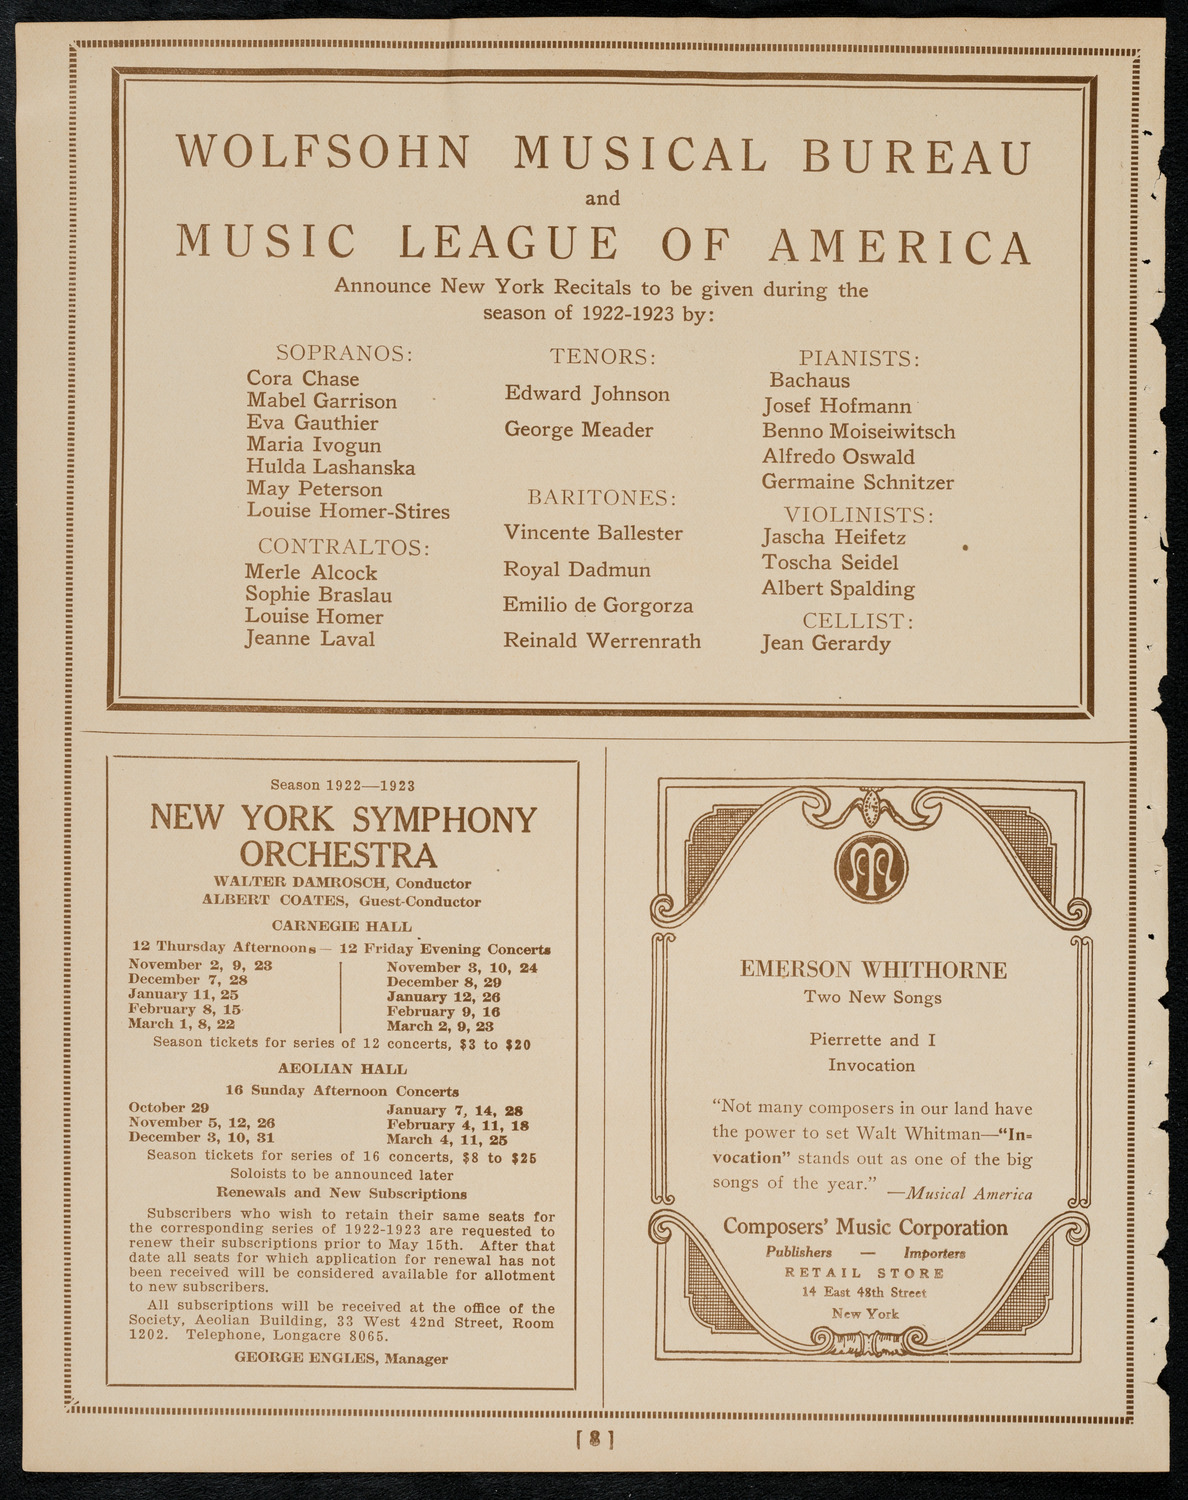 WOLFSOHN MUSICAL BUREAU
and
MUSIC LEAGUE OF AMERICA
Announce New York Recitals to be given during the
season of 1922-1923 by:
SOPRANOS:
Cora Chase
Mabel Garrison
Eva Gauthier
Maria Ivogun
Hulda Lashanska
May Peterson
Louise Homer-Stires
CONTRALTOS:
Merle Alcock
Sophie Braslau
Louise Homer
Jeanne Laval
TENORS:
Edward Johnson
George Meader
BARITONES:
Vincente Ballester
Royal Dadmun
Emilio de Gorgorza
Reinald Werrenrath
PIANISTS:
Bachaus
Josef Hofmann
Benno Moiseiwitsch
Alfredo Oswald
Germaine Schnitzer
VIOLINISTS:
Jascha Heifetz
Toscha Seidel
Albert Spalding
CELLIST:
Jean Gerardy
Season 1922—1923
NEW YORK SYMPHONY
ORCHESTRA
WALTER DAMROSCH, Conductor
ALBERT COATES, Guest-Conductor
CARNEGIE HALL
12 Thursday Afternoons — 12 Friday Evening Concerts
November 2, 9, 23
December 7, 28
January 11, 25
February 8, 15
March 1, 8, 22
November 3, 10, 24
December 8, 29
January 12, 26
February 9, 16
March 2, 9, 23
Season tickets for series of 12 concerts, $3 to $20
AEOLIAN HALL
16 Sunday Afternoon Concerts
October 29
November 5, 12, 26
December 3, 10, 31
January 7, 14, 28
February 4, 11, 18
March 4, 11, 25
Season tickets for series of 16 concerts, $8 to $25
Soloists to be announced later
Renewals and New Subscriptions
Subscribers who wish to retain their same seats for
the corresponding series of 1922-1923 are requested to
renew their subscriptions prior to May 15th. After that
date all seats for which application for renewal has not
been received will be considered available for allotment
to new subscribers.
All subscriptions will be received at the office of the
Society, Aeolian Building, 33 West 42nd Street, Room
1202. Telephone, Longacre 8065.
GEORGE ENGLES, Manager
M
EMERSON WHITHORNE
Two New Songs
Pierrette and I
Invocation
"Not many composers in our land have
the power to set Walt Whitman—"In-
vocation" stands out as one of the big
songs of the year."
—Musical America
Composers' Music Corporation
Publishers — Importers
RETAIL STORE
14 East 48th Street
New York
[ 8 ]